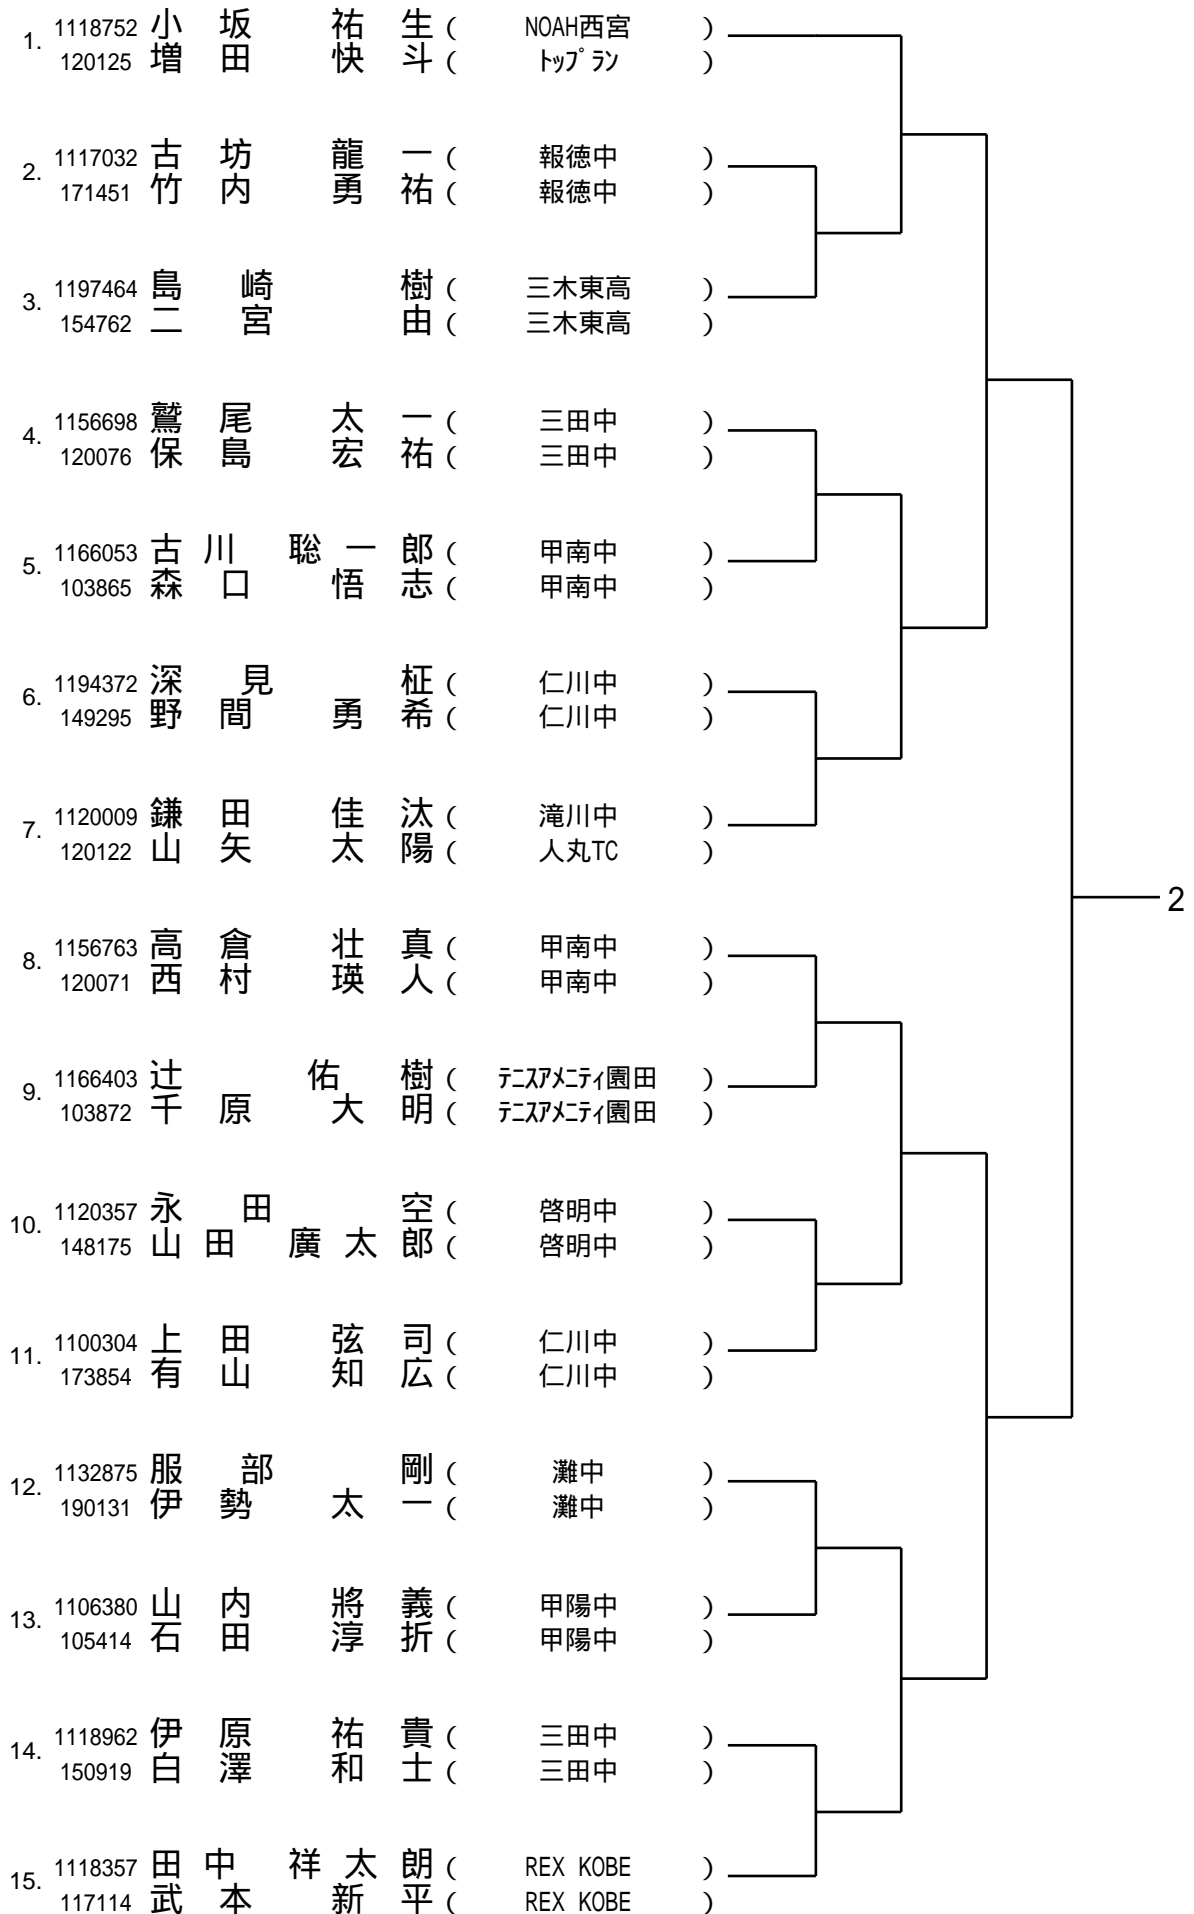 1. 1118752 小坂 祐生 ( NOAH西宮 )
120125 増田 快斗 ( トップラン )
2. 1117032 古坊 龍一 ( 報徳中 )
171451 竹内 勇祐 ( 報徳中 )
3. 1197464 島崎 樹 ( 三木東高 )
154762 二宮 由 ( 三木東高 )
4. 1156698 鷲尾 太一 ( 三田中 )
120076 保島 宏祐 ( 三田中 )
5. 1166053 古川 聡一郎 ( 甲南中 )
103865 森口 悟志 ( 甲南中 )
6. 1194372 深見 柾 ( 仁川中 )
149295 野間 勇希 ( 仁川中 )
7. 1120009 鎌田 佳汰 ( 滝川中 )
120122 山矢 太陽 ( 人丸TC )
2
8. 1156763 高倉 壮真 ( 甲南中 )
120071 西村 瑛人 ( 甲南中 )
9. 1166403 辻 佑樹 ( テニスアメニティ園田 )
103872 千原 大明 ( テニスアメニティ園田 )
10. 1120357 永田 空 ( 啓明中 )
148175 山田 廣太郎 ( 啓明中 )
11. 1100304 上田 弦司 ( 仁川中 )
173854 有山 知広 ( 仁川中 )
12. 1132875 服部 剛 ( 灘中 )
190131 伊勢 太一 ( 灘中 )
13. 1106380 山内 將義 ( 甲陽中 )
105414 石田 淳折 ( 甲陽中 )
14. 1118962 伊原 祐貴 ( 三田中 )
150919 白澤 和士 ( 三田中 )
15. 1118357 田中 祥太朗 ( REX KOBE )
117114 武本 新平 ( REX KOBE )